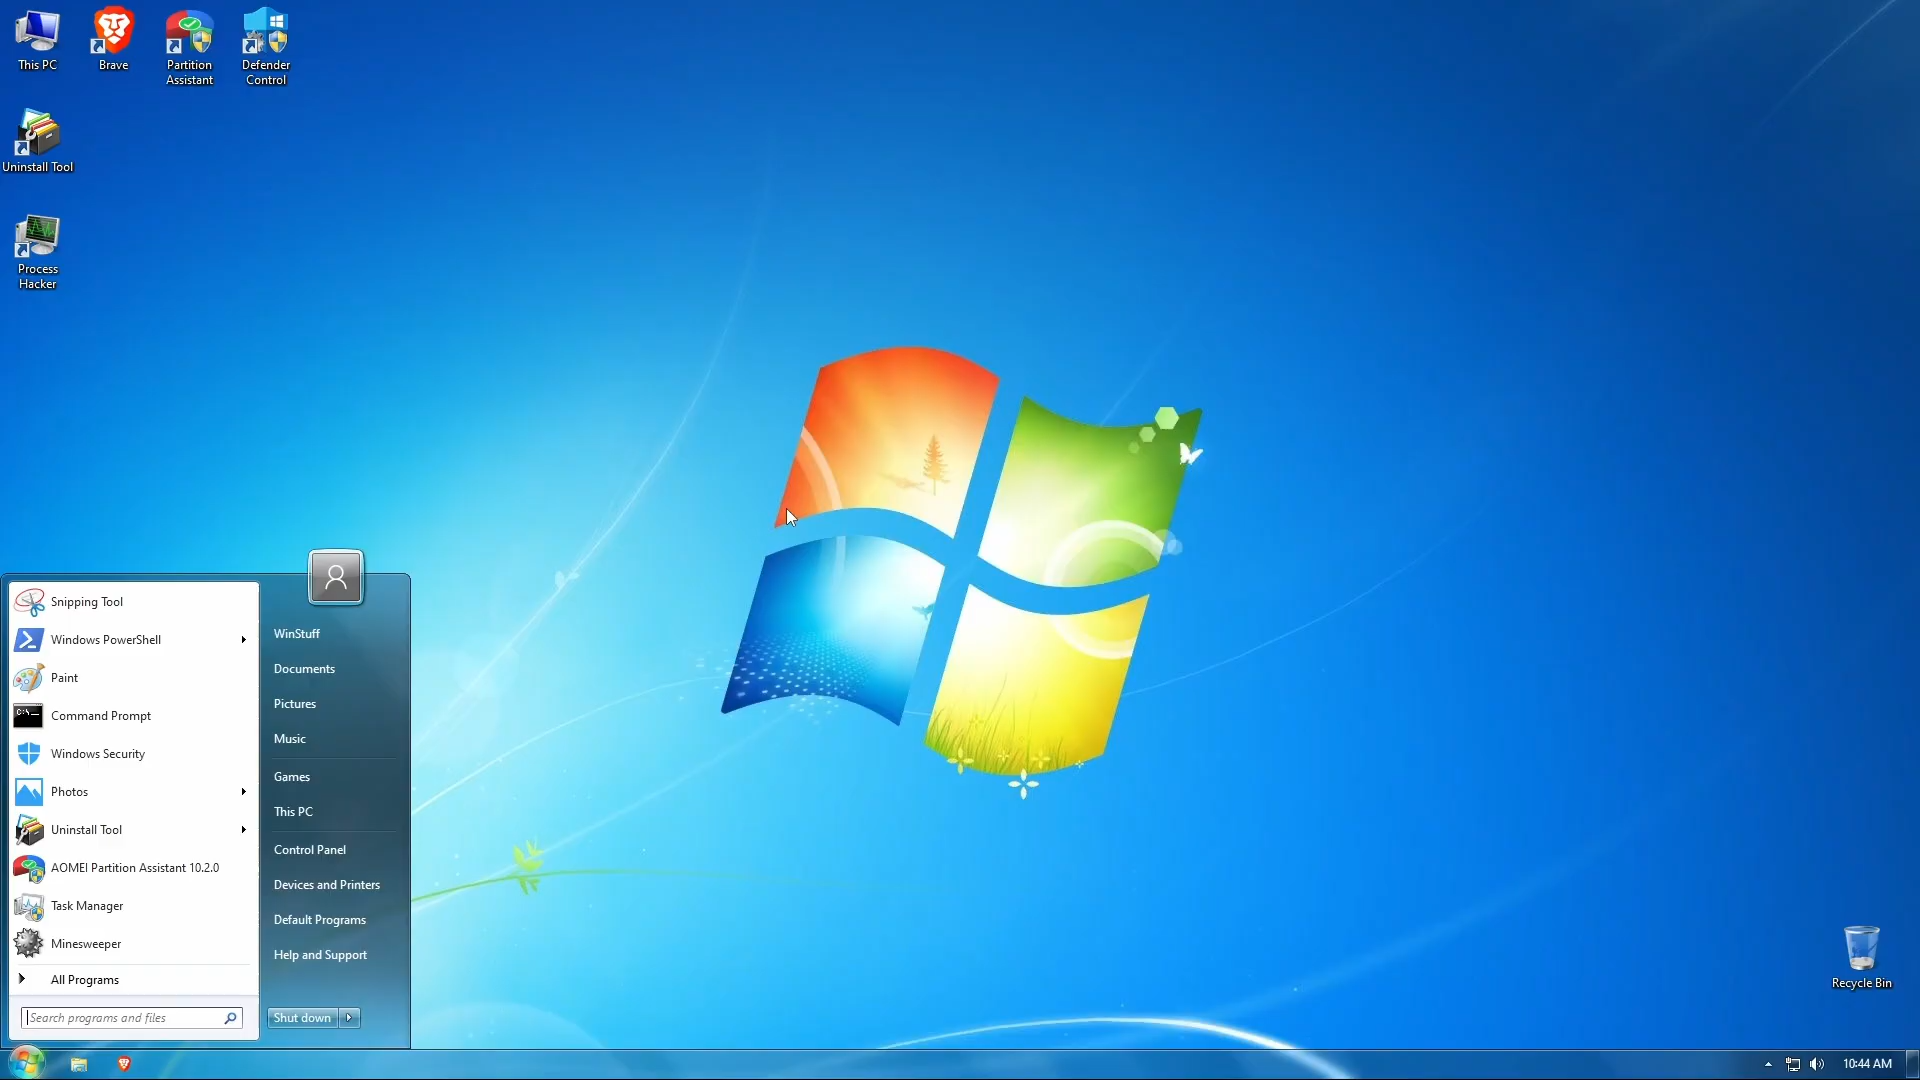 This PC
Brave
Partition
Assistant
Defender
Control
Uninstall Tool
Process
Hacker
Snipping Tool
Windows PowerShell
Paint
Command Prompt
Windows Security
Photos
Uninstall Tool
AOMEI Partition Assistant 10.2.0
Task Manager
Minesweeper
All Programs
Search programs and files
WinStuff
Documents
Pictures
Music
Games
This PC
Control Panel
Devices and Printers
Default Programs
Help and Support
Shut down
Recycle Bin
10:44 AM